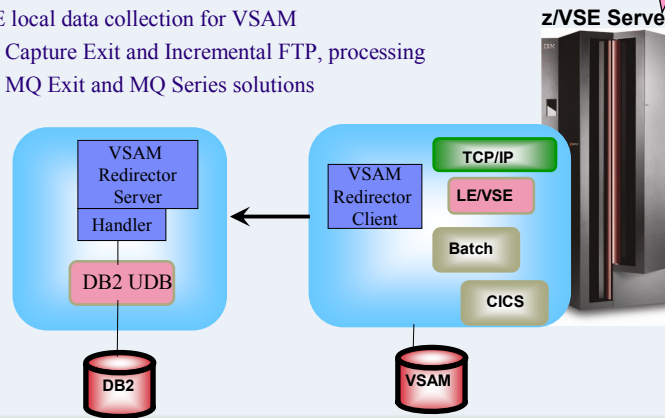 E local data collection for VSAM
Capture Exit and Incremental FTP, processing
MQ Exit and MQ Series solutions
z/VSE Serve
VSAM
Redirector
Server
Handler
DB2 UDB
DB2
VSAM
Redirector
Client
TCP/IP
LE/VSE
Batch
CICS
VSAM